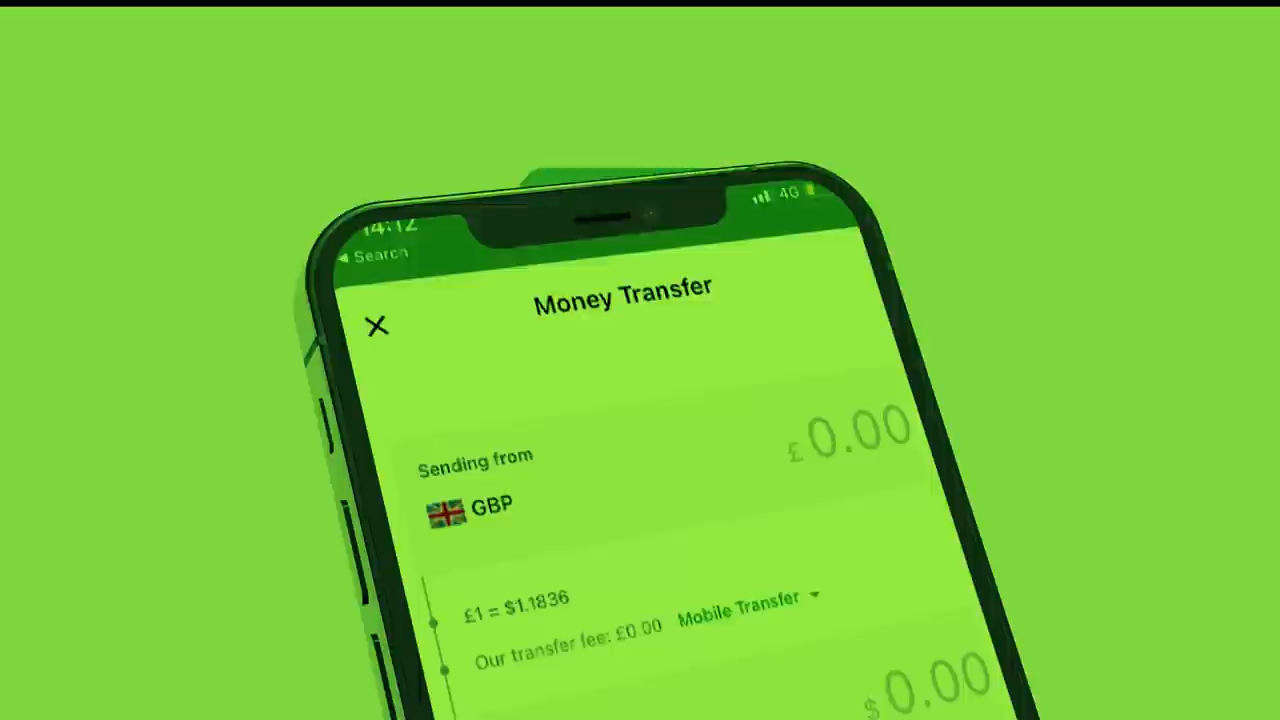 14:12
4G
◀ Search
Money Transfer
£0.00
Sending from
GBP
£1 = $1.1836
Our transfer fee: £0.00 Mobile Transfer
$0.00